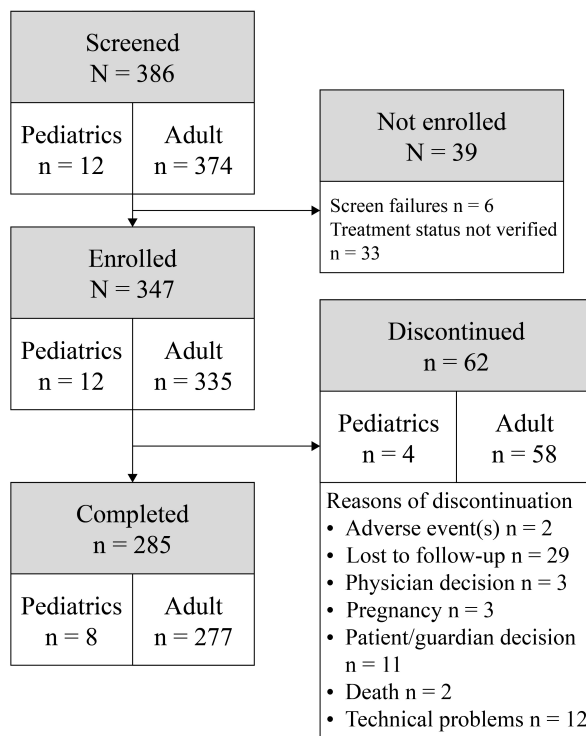 Screened
N = 386
Pediatrics
n = 12
Adult
n = 374
Not enrolled
N = 39
Screen failures n = 6
Treatment status not verified
n = 33
Enrolled
N = 347
Pediatrics
n = 12
Adult
n = 335
Discontinued
n = 62
Pediatrics
n = 4
Adult
n = 58
Reasons of discontinuation
• Adverse event(s) n = 2
• Lost to follow-up n = 29
• Physician decision n = 3
• Pregnancy n = 3
• Patient/guardian decision
n = 11
• Death n = 2
• Technical problems n = 12
Completed
n = 285
Pediatrics
n = 8
Adult
n = 277